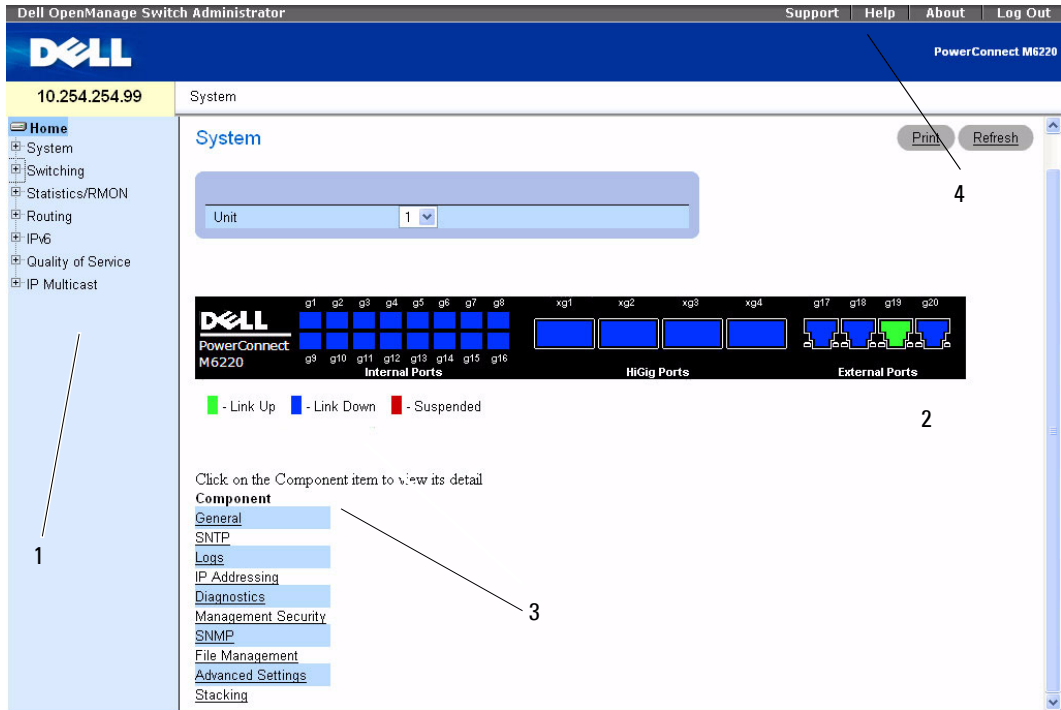 Dell OpenManage Switch Administrator
Support | Help | About | Log Out
DELL
PowerConnect M6220
10.254.254.99
System
Home
System
Switching
Statistics/RMON
Routing
IPv6
Quality of Service
IP Multicast
System
Print
Refresh
4
Unit
1
g1 g2 g3 g4 g5 g6 g7 g8
xg1 xg2 xg3 xg4
g17 g18 g19 g20
DELL
PowerConnect
M6220
g9 g10 g11 g12 g13 g14 g15 g16
Internal Ports
HiGig Ports
External Ports
- Link Up
- Link Down
- Suspended
2
Click on the Component item to view its detail
Component
General
SNTP
Logs
IP Addressing
Diagnostics
Management Security
SNMP
File Management
Advanced Settings
Stacking
1
3